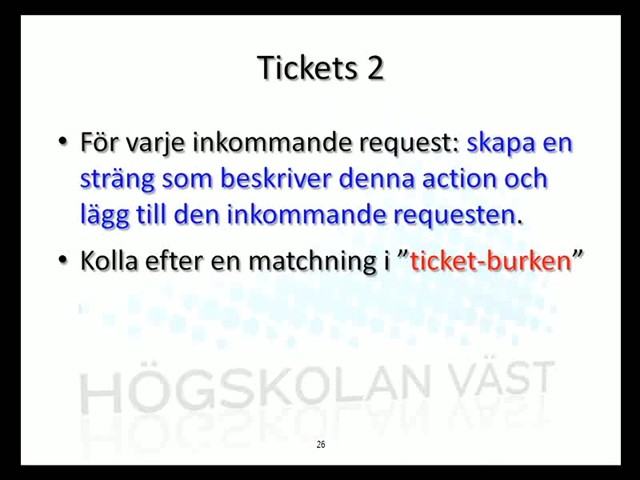 Tickets 2
• För varje inkommande request: skapa en
sträng som beskriver denna action och
lägg till den inkommande requesten.
• Kolla efter en matchning i ”ticket-burken”
HÖGSKOLAN VÄST
26